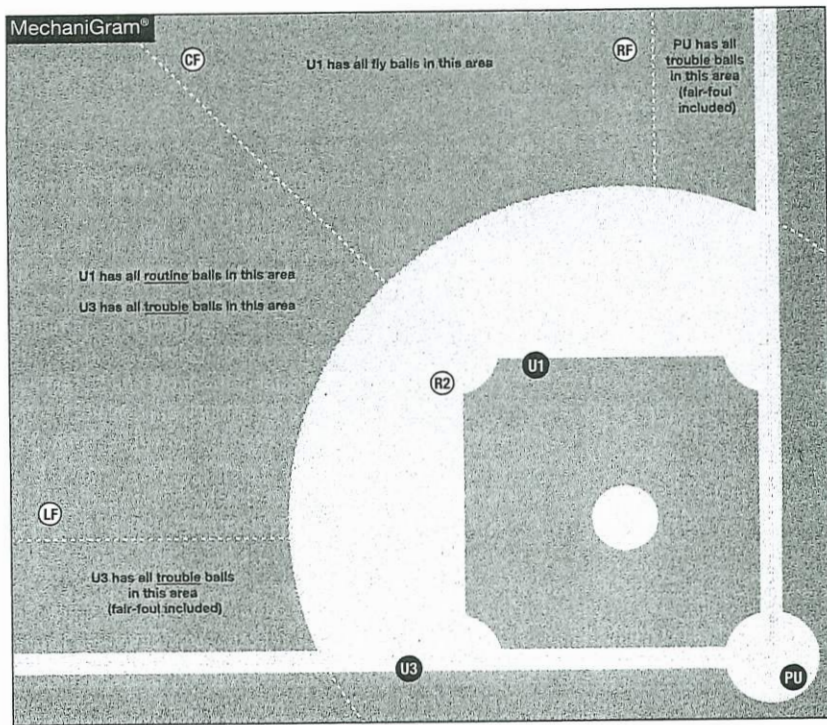 MechaniGram®
CF
U1 has all fly balls in this area
RF
PU has all
trouble balls
in this area
(fair-foul
included)
U1 has all routine balls in this area
U3 has all trouble balls in this area
R2
U1
LF
U3 has all trouble balls
in this area
(fair-foul included)
U3
PU